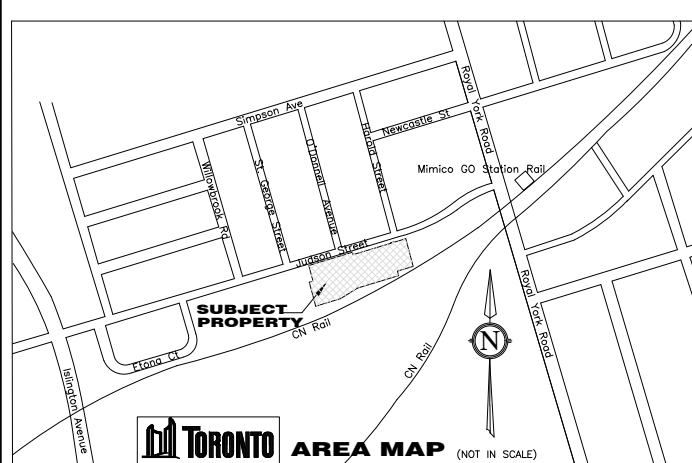 Simpson Ave
Royal York Road
Newcastle St
Harold Street
O'Donnell Avenue
St. George Street
Willowbrook Rd
Mimico GO Station Rail
Judson Street
SUBJECT
PROPERTY
CN Rail
Etona Ct
Islington Avenue
CN Rail
Royal York Road
N
TORONTO
AREA MAP (NOT IN SCALE)